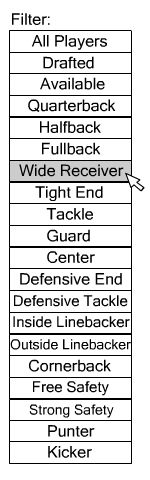 Filter:
All Players
Drafted
Available
Quarterback
Halfback
Fullback
Wide Receiver
Tight End
Tackle
Guard
Center
Defensive End
Defensive Tackle
Inside Linebacker
Outside Linebacker
Cornerback
Free Safety
Strong Safety
Punter
Kicker